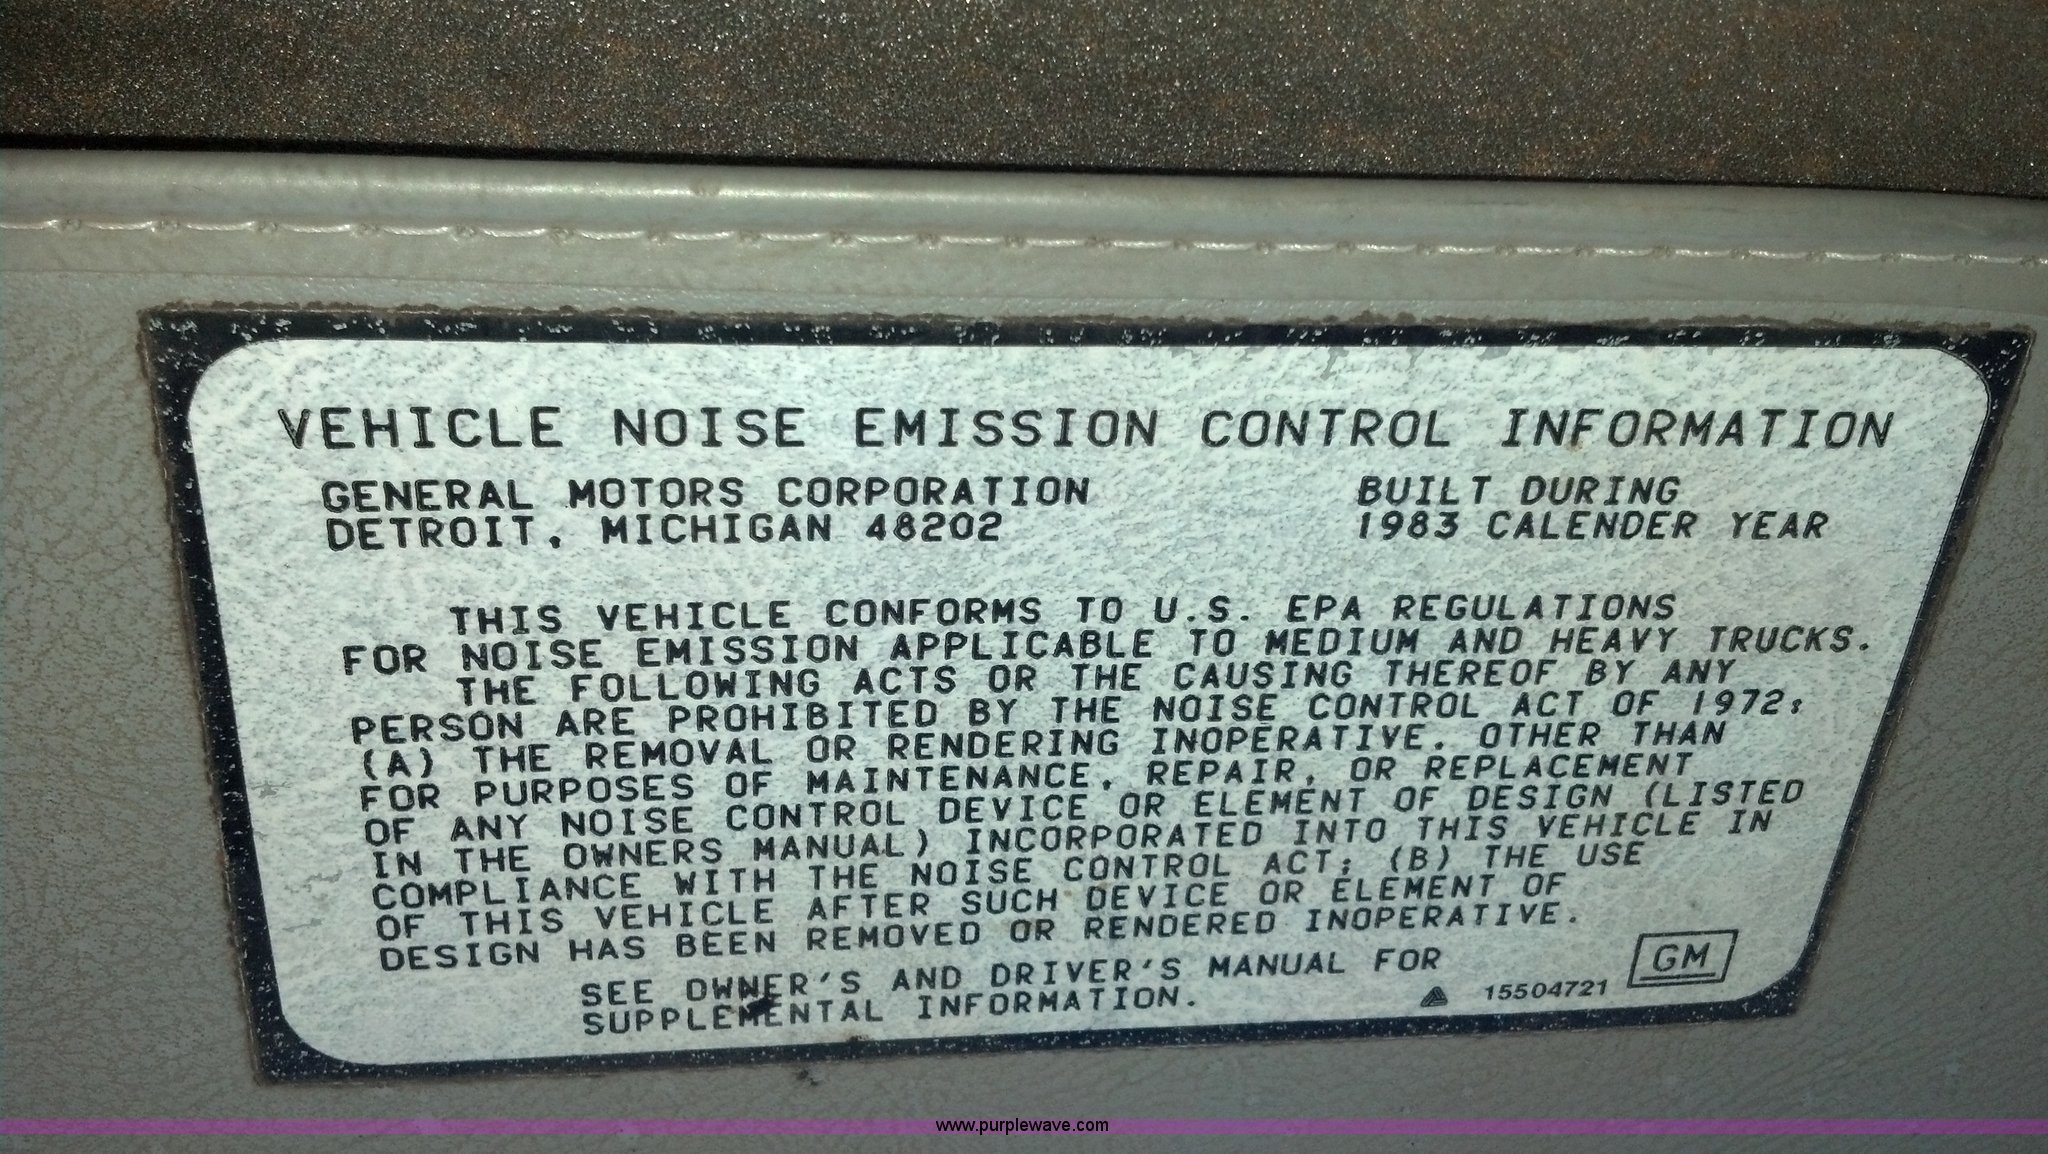 VEHICLE NOISE EMISSION CONTROL INFORMATION
GENERAL MOTORS CORPORATION
DETROIT, MICHIGAN 48202
BUILT DURING
1983 CALENDER YEAR
THIS VEHICLE CONFORMS TO U.S. EPA REGULATIONS
FOR NOISE EMISSION APPLICABLE TO MEDIUM AND HEAVY TRUCKS.
THE FOLLOWING ACTS OR THE CAUSING THEREOF BY ANY
PERSON ARE PROHIBITED BY THE NOISE CONTROL ACT OF 1972:
(A) THE REMOVAL OR RENDERING INOPERATIVE, OTHER THAN
FOR PURPOSES OF MAINTENANCE, REPAIR, OR REPLACEMENT
OF ANY NOISE CONTROL DEVICE OR ELEMENT OF DESIGN (LISTED
IN THE OWNERS MANUAL) INCORPORATED INTO THIS VEHICLE IN
COMPLIANCE WITH THE NOISE CONTROL ACT; (B) THE USE
OF THIS VEHICLE AFTER SUCH DEVICE OR ELEMENT OF
DESIGN HAS BEEN REMOVED OR RENDERED INOPERATIVE.
SEE OWNER'S AND DRIVER'S MANUAL FOR
SUPPLEMENTAL INFORMATION.
15504721
GM
www.purplewave.com